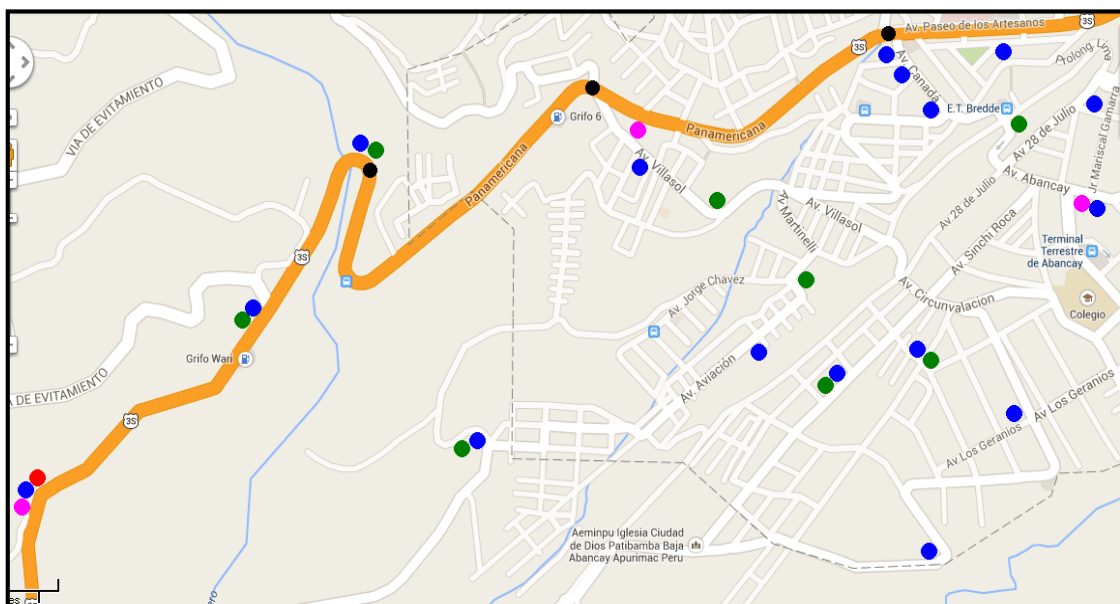 Av. Paseo de los Artesanos
3S
3S
Av. Canadá
Prolong. Lyme
VIA DE EVITAMIENTO
E.T. Bredde
Grifo 6
Panamericana
Av 28 de Julio
Jr Mariscal Gamarra
Panamericana
Av. Villasol
Av. Abancay
Av. Martinelli
Av. Villasol
Av 28 de Julio
Av. Sinchi Roca
3S
Terminal
Terrestre
de Abancay
Av. Jorge Chavez
Av. Circunvalacion
Colegio
Grifo Wari
Av. Aviación
A DE EVITAMIENTO
3S
Av Los Geranios
Av Los Geranios
Aeminpu Iglesia Ciudad
de Dios Patibamba Baja
Abancay Apurimac Peru
es